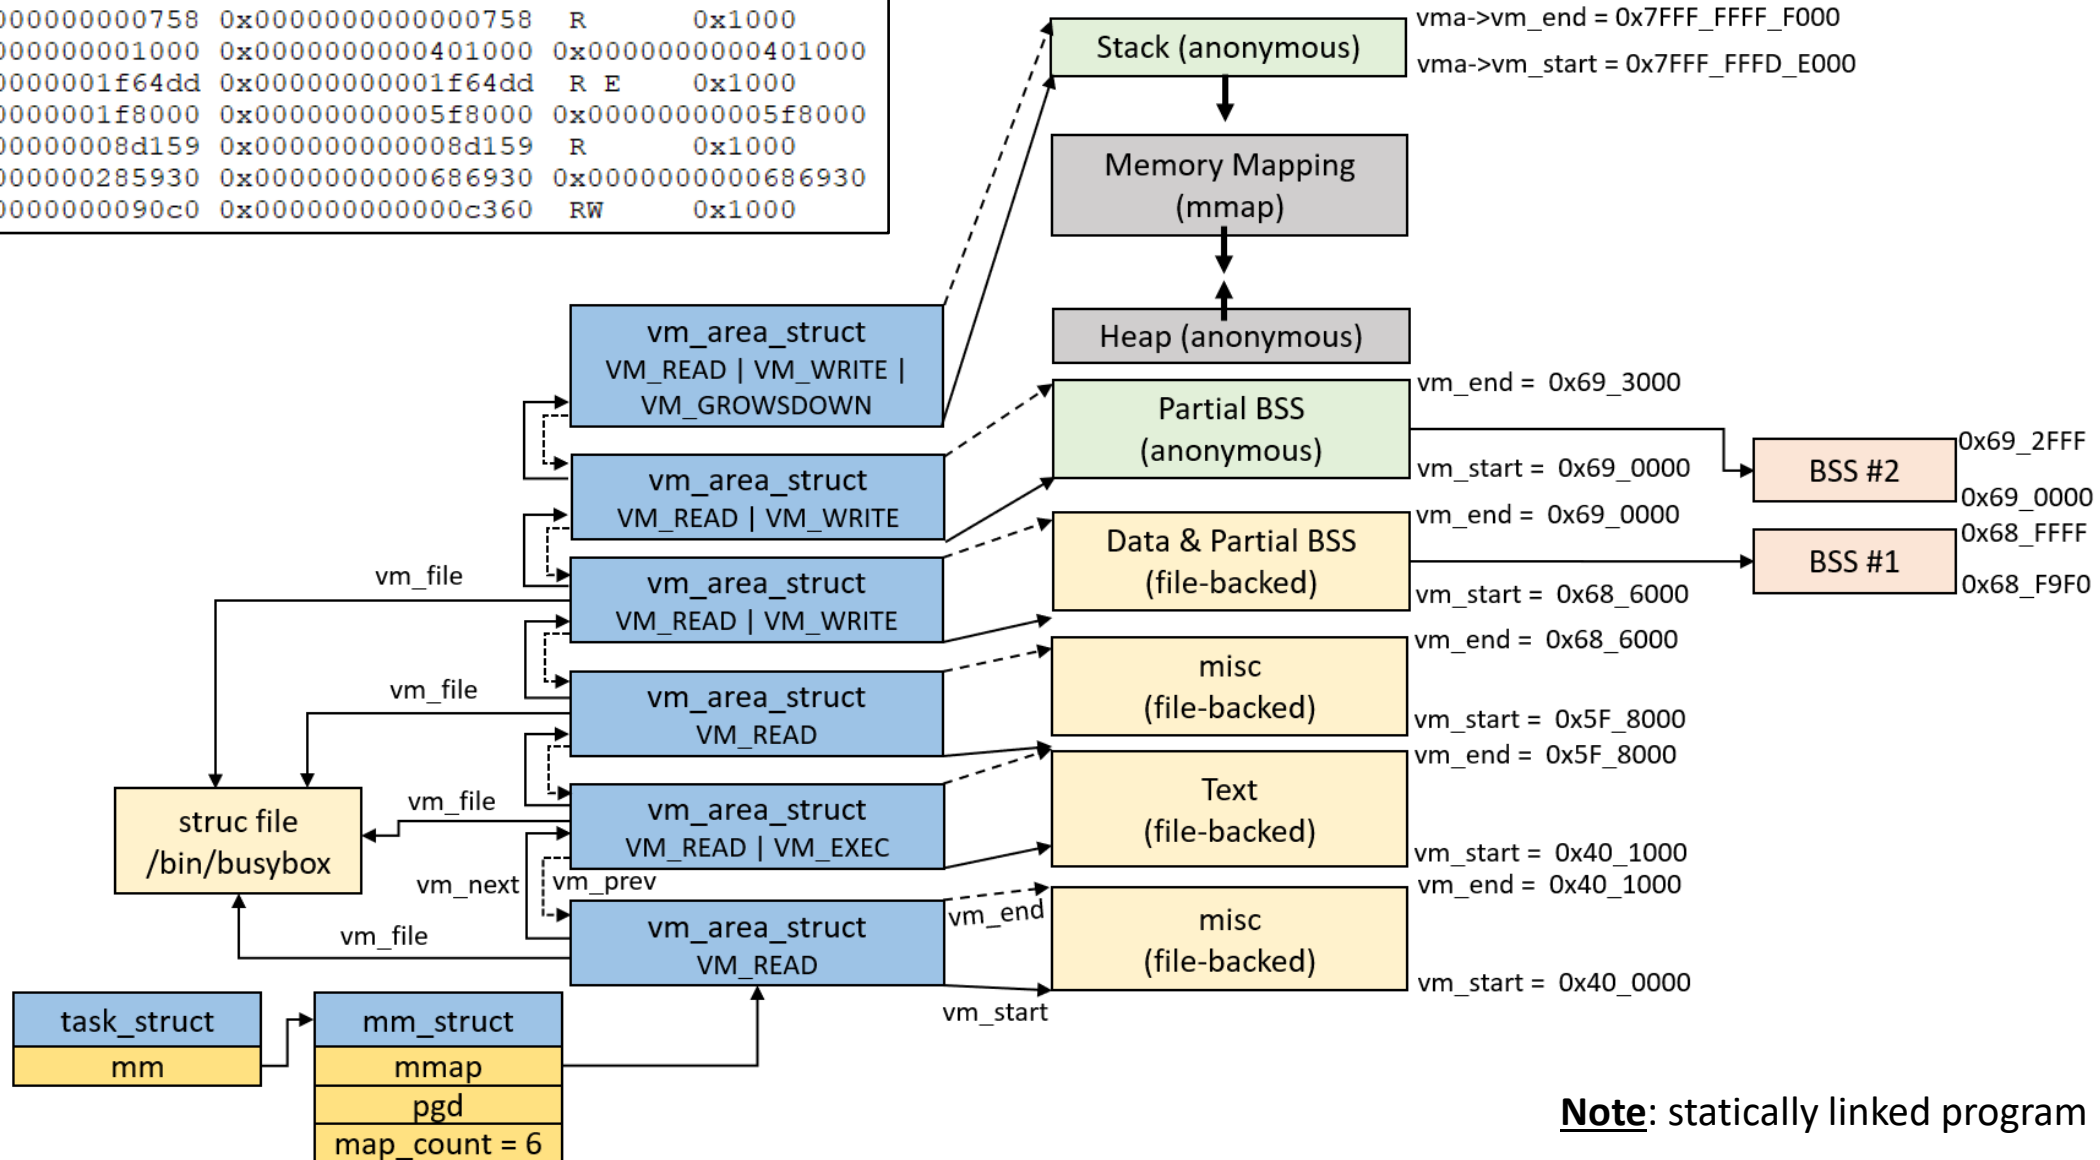 000000000758 0x0000000000000758 R 0x1000
000000001000 0x0000000000401000 0x0000000000401000
0000001f64dd 0x00000000001f64dd R E 0x1000
0000001f8000 0x00000000005f8000 0x00000000005f8000
00000008d159 0x000000000008d159 R 0x1000
000000285930 0x0000000000686930 0x0000000000686930
0000000090c0 0x000000000000c360 RW 0x1000
Stack (anonymous)
vma->vm_end = 0x7FFF_FFFF_F000
vma->vm_start = 0x7FFF_FFFD_E000
Memory Mapping
(mmap)
Heap (anonymous)
vm_area_struct
VM_READ | VM_WRITE |
VM_GROWSDOWN
Partial BSS
(anonymous)
vm_end = 0x69_3000
vm_start = 0x69_0000
BSS #2
0x69_2FFF
0x69_0000
vm_area_struct
VM_READ | VM_WRITE
Data & Partial BSS
(file-backed)
vm_end = 0x69_0000
vm_start = 0x68_6000
BSS #1
0x68_FFFF
0x68_F9F0
vm_file
vm_area_struct
VM_READ | VM_WRITE
misc
(file-backed)
vm_end = 0x68_6000
vm_start = 0x5F_8000
vm_file
vm_area_struct
VM_READ
Text
(file-backed)
vm_end = 0x5F_8000
vm_start = 0x40_1000
struc file
/bin/busybox
vm_file
vm_area_struct
VM_READ | VM_EXEC
vm_next
vm_prev
vm_end
misc
(file-backed)
vm_end = 0x40_1000
vm_start = 0x40_0000
vm_file
vm_area_struct
VM_READ
vm_start
task_struct
mm
mm_struct
mmap
pgd
map_count = 6
Note: statically linked program